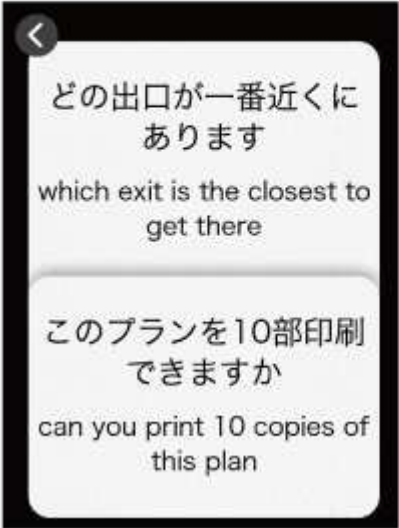 どの出口が一番近くに
あります
which exit is the closest to
get there
このプランを10部印刷
できますか
can you print 10 copies of
this plan